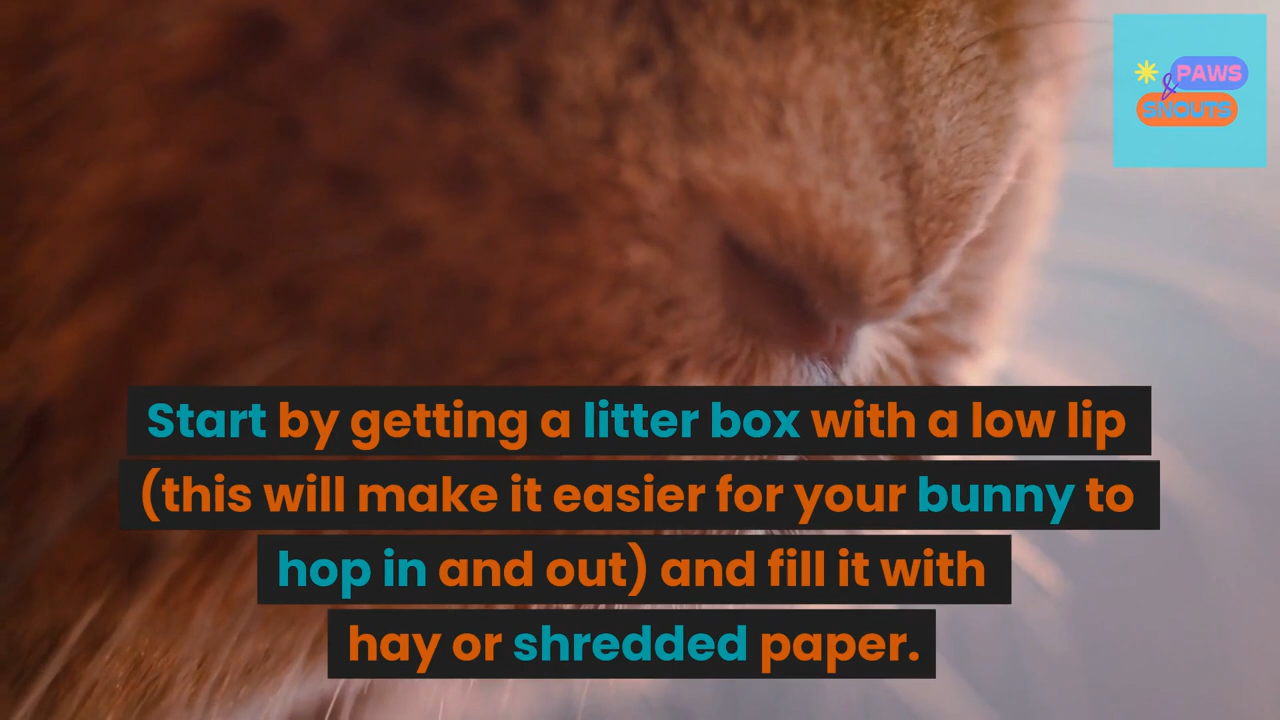 PAWS
&
SNOUTS
Start by getting a litter box with a low lip
(this will make it easier for your bunny to
hop in and out) and fill it with
hay or shredded paper.